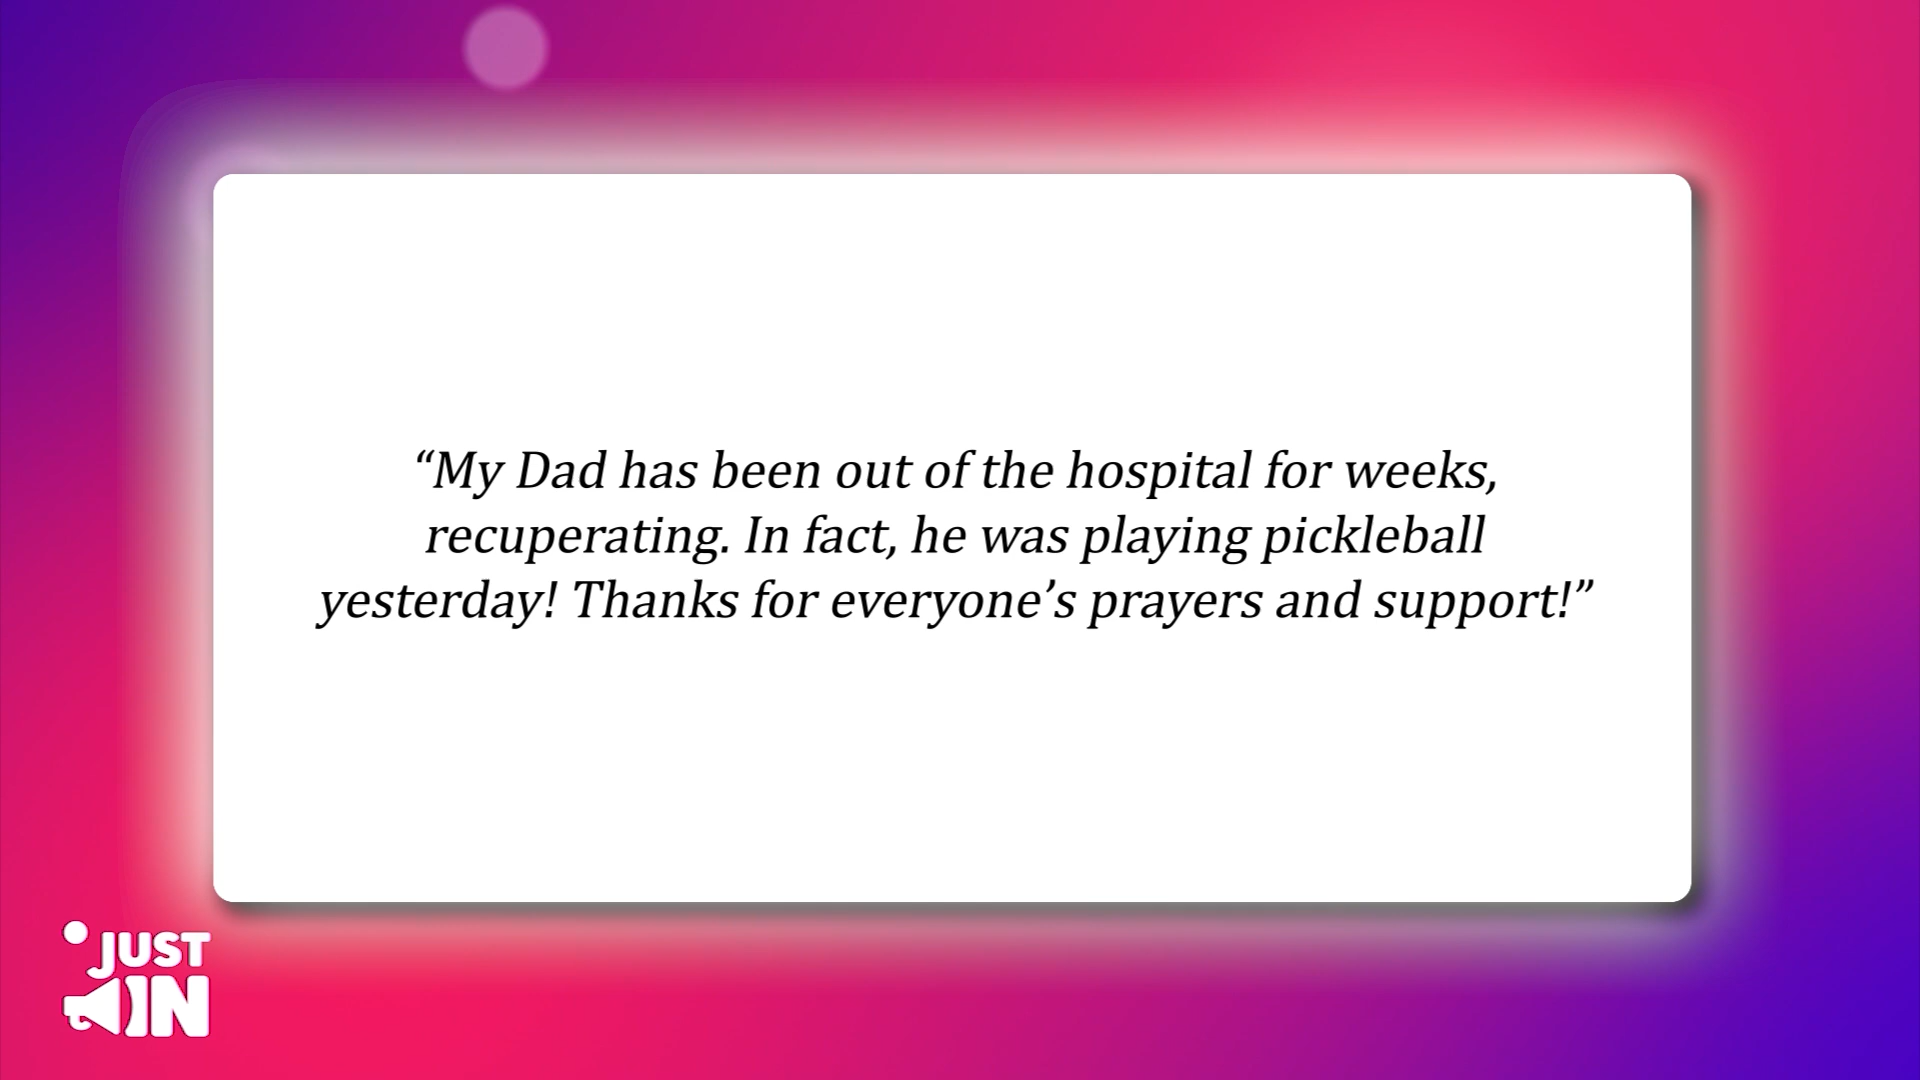 “My Dad has been out of the hospital for weeks,
recuperating. In fact, he was playing pickleball
yesterday! Thanks for everyone’s prayers and support!”
JUST
IN